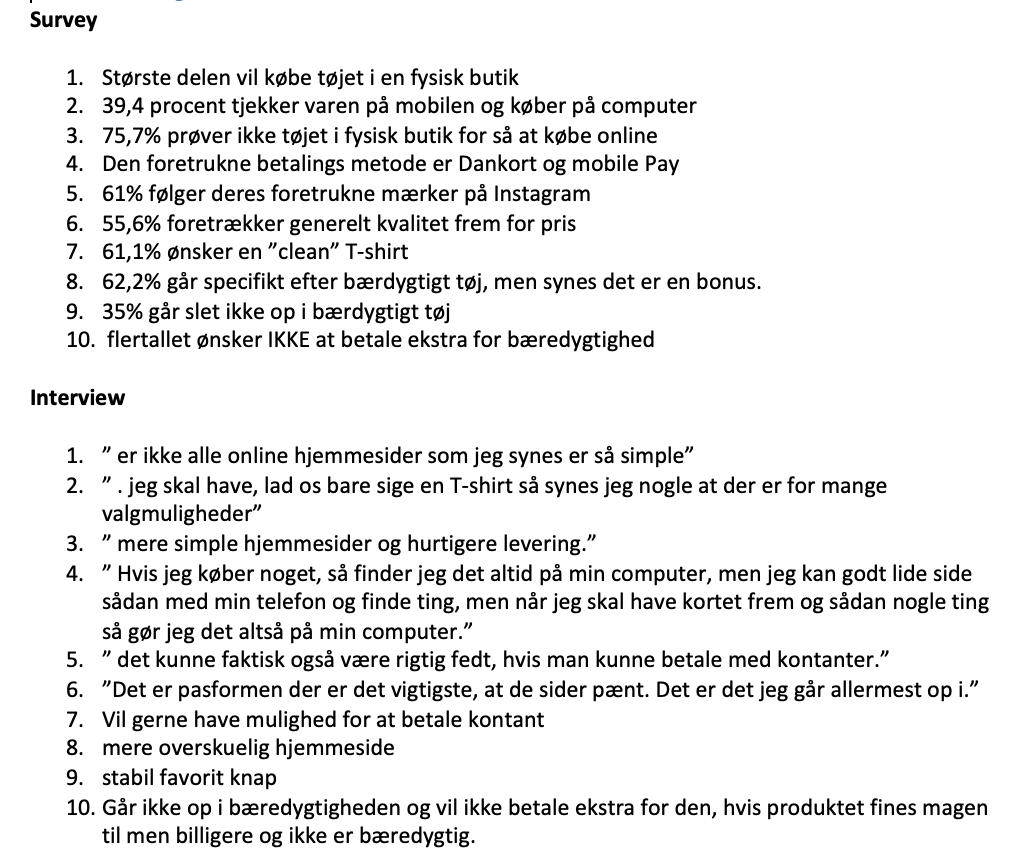 Survey
1. Største delen vil købe tøjet i en fysisk butik
2. 39,4 procent tjekker varen på mobilen og køber på computer
3. 75,7% prøver ikke tøjet i fysisk butik for så at købe online
4. Den foretrukne betalings metode er Dankort og mobile Pay
5. 61% følger deres foretrukne mærker på Instagram
6. 55,6% foretrækker generelt kvalitet frem for pris
7. 61,1% ønsker en ”clean” T-shirt
8. 62,2% går specifikt efter bærdygtigt tøj, men synes det er en bonus.
9. 35% går slet ikke op i bærdygtigt tøj
10. flertallet ønsker IKKE at betale ekstra for bæredygtighed
Interview
1. ” er ikke alle online hjemmesider som jeg synes er så simple”
2. ” . jeg skal have, lad os bare sige en T-shirt så synes jeg nogle at der er for mange
valgmuligheder”
3. ” mere simple hjemmesider og hurtigere levering.”
4. ” Hvis jeg køber noget, så finder jeg det altid på min computer, men jeg kan godt lide side
sådan med min telefon og finde ting, men når jeg skal have kortet frem og sådan nogle ting
så gør jeg det altså på min computer.”
5. ” det kunne faktisk også være rigtig fedt, hvis man kunne betale med kontanter.”
6. ”Det er pasformen der er det vigtigste, at de sider pænt. Det er det jeg går allermest op i.”
7. Vil gerne have mulighed for at betale kontant
8. mere overskuelig hjemmeside
9. stabil favorit knap
10. Går ikke op i bæredygtigheden og vil ikke betale ekstra for den, hvis produktet fines magen
til men billigere og ikke er bæredygtig.